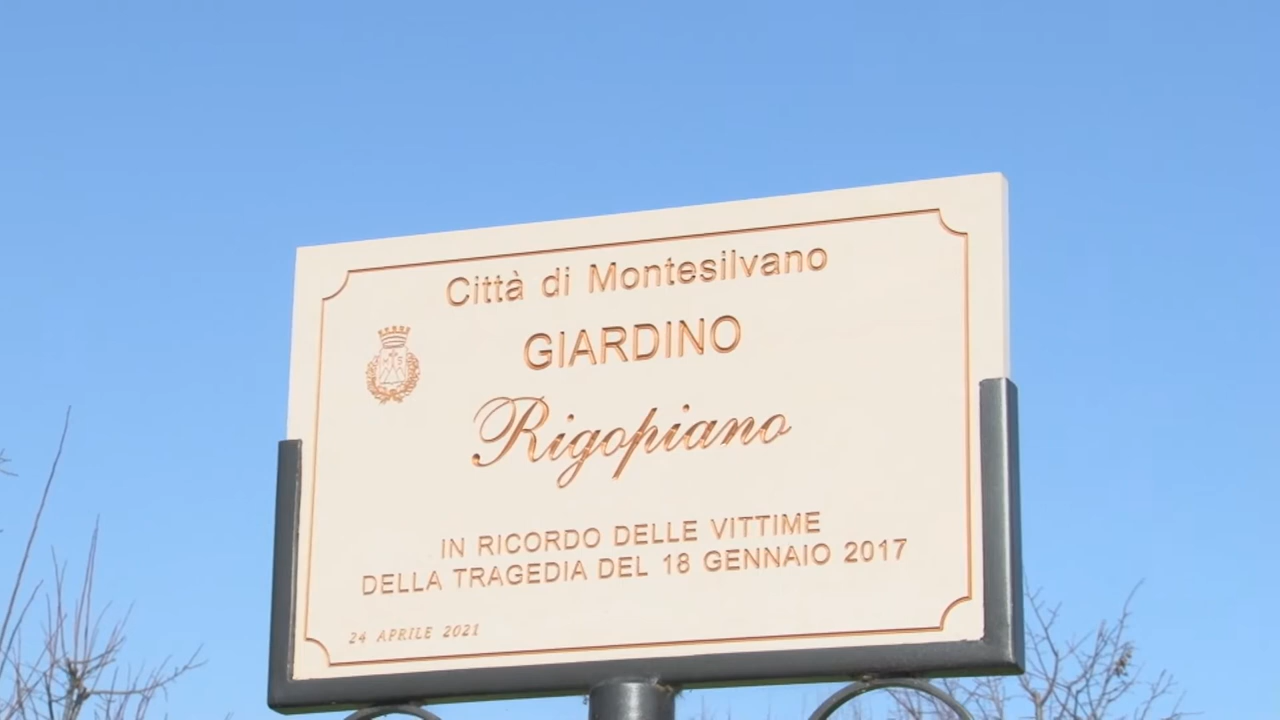 Città di Montesilvano
GIARDINO
Rigopiano
IN RICORDO DELLE VITTIME
DELLA TRAGEDIA DEL 18 GENNAIO 2017
24 APRILE 2021